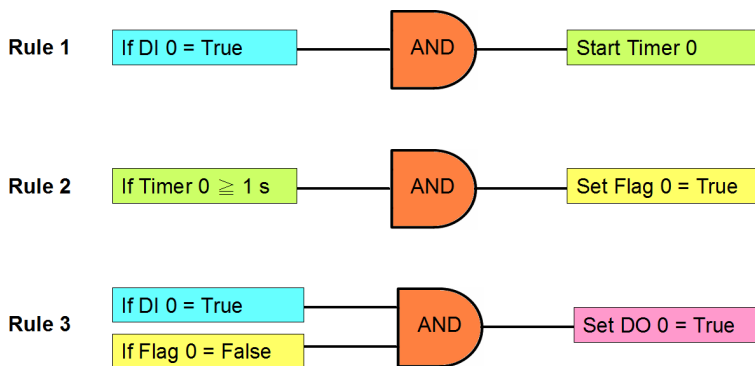 Rule 1
If DI 0 = True
AND
Start Timer 0
Rule 2
If Timer 0 ≧ 1 s
AND
Set Flag 0 = True
Rule 3
If DI 0 = True
If Flag 0 = False
AND
Set DO 0 = True